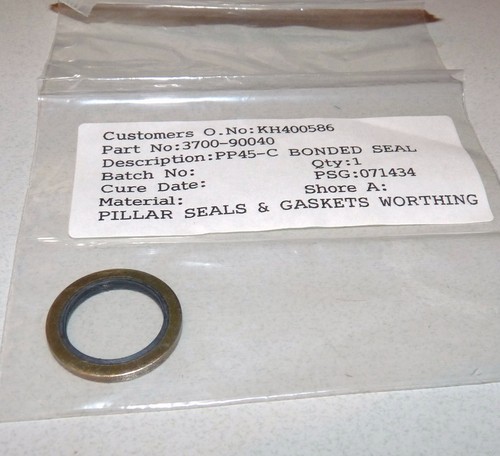 Customers O.No:KH400586
Part No:3700-90040
Description:PP45-C BONDED SEAL
Batch No: Qty:1
Cure Date: PSG:071434
Material: Shore A:
PILLAR SEALS & GASKETS WORTHING